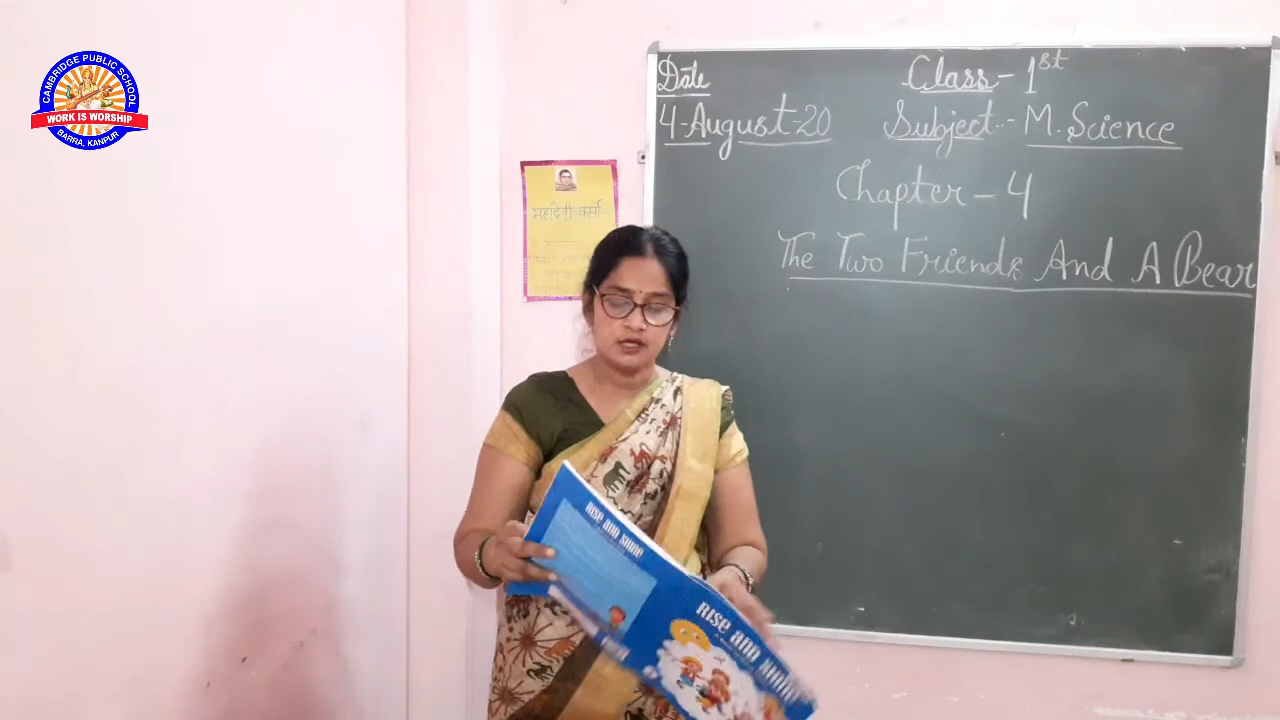 CAMBRIDGE PUBLIC SCHOOL
WORK IS WORSHIP
BARRA, KANPUR
Date
4-August-20
Class - 1st
Subject - M. Science
Chapter - 4
The Two Friends And A Bear
महादेवी वर्मा
RISE AND SHINE
RISE AND SHINE